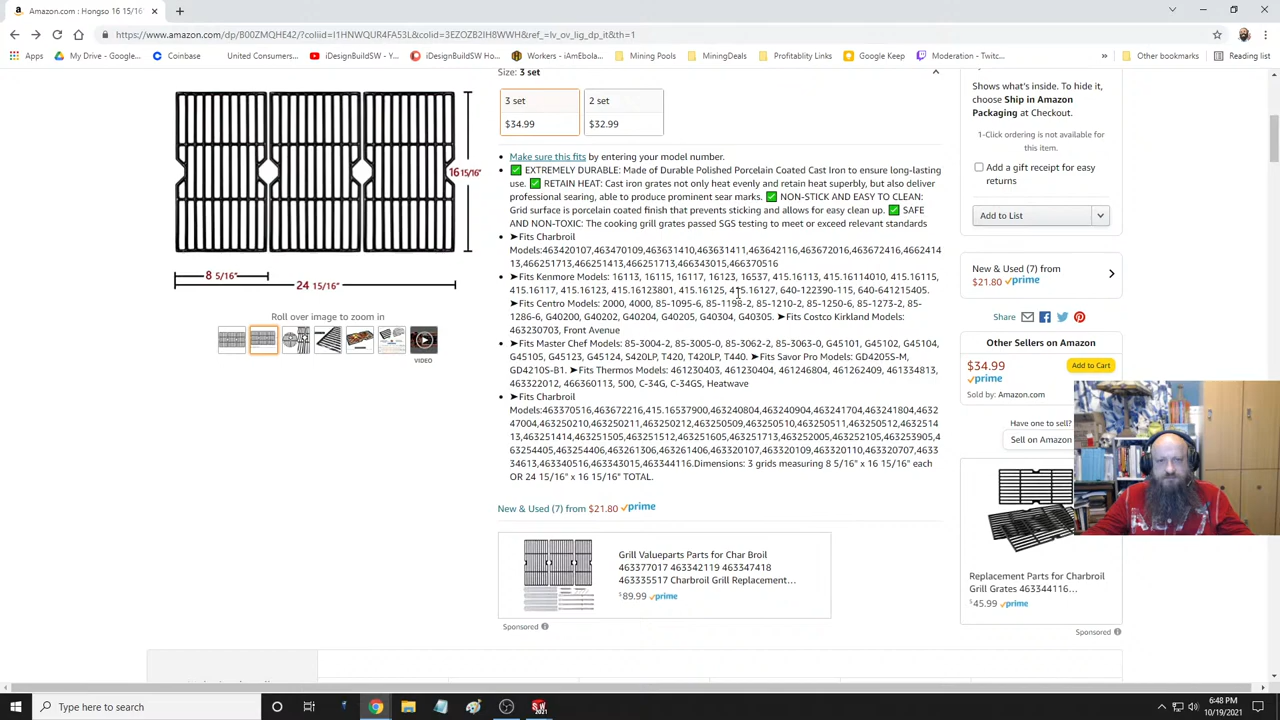 Amazon.com : Hongso 16 15/16
https://www.amazon.com/dp/B00ZMQHE42/?coliid=I1HNWQUR4FA53L&colid=3EZOZB2IH8WWH&ref_=lv_ov_lig_dp_it&th=1
Apps
My Drive - Google...
Coinbase
United Consumers...
iDesignBuildSW - Y...
iDesignBuildSW Ho...
Workers - iAmEbola...
Mining Pools
MiningDeals
Profitablity Links
Google Keep
Moderation - Twitc...
»
Other bookmarks
Reading list
Size: 3 set
3 set
$34.99
2 set
$32.99
16 15/16"
8 5/16"
24 15/16"
Roll over image to zoom in
VIDEO
• Make sure this fits by entering your model number.
• ✅ EXTREMELY DURABLE: Made of Durable Polished Porcelain Coated Cast Iron to ensure long-lasting
use. ✅ RETAIN HEAT: Cast iron grates not only heat evenly and retain heat superbly, but also deliver
professional searing, able to produce prominent sear marks. ✅ NON-STICK AND EASY TO CLEAN:
Grid surface is porcelain coated finish that prevents sticking and allows for easy clean up. ✅ SAFE
AND NON-TOXIC: The cooking grill grates passed SGS testing to meet or exceed relevant standards
• ➤Fits Charbroil
Models:463420107,463470109,463631410,463631411,463642116,463672016,463672416,4662414
13,466251413,466251413,466251713,466343015,466370516
• ➤Fits Kenmore Models: 16113, 16115, 16117, 16123, 16537, 415.16113, 415.16114010, 415.16115,
415.16117, 415.16123, 415.16123801, 415.16125, 415.16127, 640-122390-115, 640-641215405.
➤Fits Centro Models: 2000, 4000, 85-1095-6, 85-1198-2, 85-1210-2, 85-1250-6, 85-1273-2, 85-
1286-6, G40200, G40202, G40204, G40205, G40304, G40305. ➤Fits Costco Kirkland Models:
463230703, Front Avenue
• ➤Fits Master Chef Models: 85-3004-2, 85-3005-0, 85-3062-2, 85-3063-0, G45101, G45102, G45104,
G45105, G45123, G45124, S420LP, T420, T420LP, T440. ➤Fits Savor Pro Models: GD4205S-M,
GD4210S-B1. ➤Fits Thermos Models: 461230403, 461230404, 461246804, 461262409, 461334813,
463322012, 466360113, 500, C-34G, C-34GS, Heatwave
• ➤Fits Charbroil
Models:463370516,463672216,415.16537900,463240804,463240904,463241704,463241804,4632
47004,463250210,463250211,463250212,463250509,463250510,463250511,463250512,4632514
13,463251414,463251505,463251512,463251605,463251713,463252005,463252105,463253905,4
63254405,463254406,463261306,463261406,463320107,463320109,463320110,463320707,4633
34613,463340516,463343015,463344116.Dimensions: 3 grids measuring 8 5/16" x 16 15/16" each
OR 24 15/16" x 16 15/16" TOTAL.
New & Used (7) from $21.80 prime
Grill Valueparts Parts for Char Broil
463377017 463342119 463347418
463335517 Charbroil Grill Replacement...
$89.99 prime
Sponsored
Shows what's inside. To hide it,
choose Ship in Amazon
Packaging at Checkout.
1-Click ordering is not available for
this item.
Add a gift receipt for easy
returns
Add to List
New & Used (7) from
$21.80 prime
Share
Other Sellers on Amazon
$34.99
Add to Cart
prime
Sold by: Amazon.com
Have one to sell?
Sell on Amazon
Replacement Parts for Charbroil
Grill Grates 463344116...
$45.99 prime
Sponsored
Type here to search
SW
2021
6:48 PM
10/19/2021